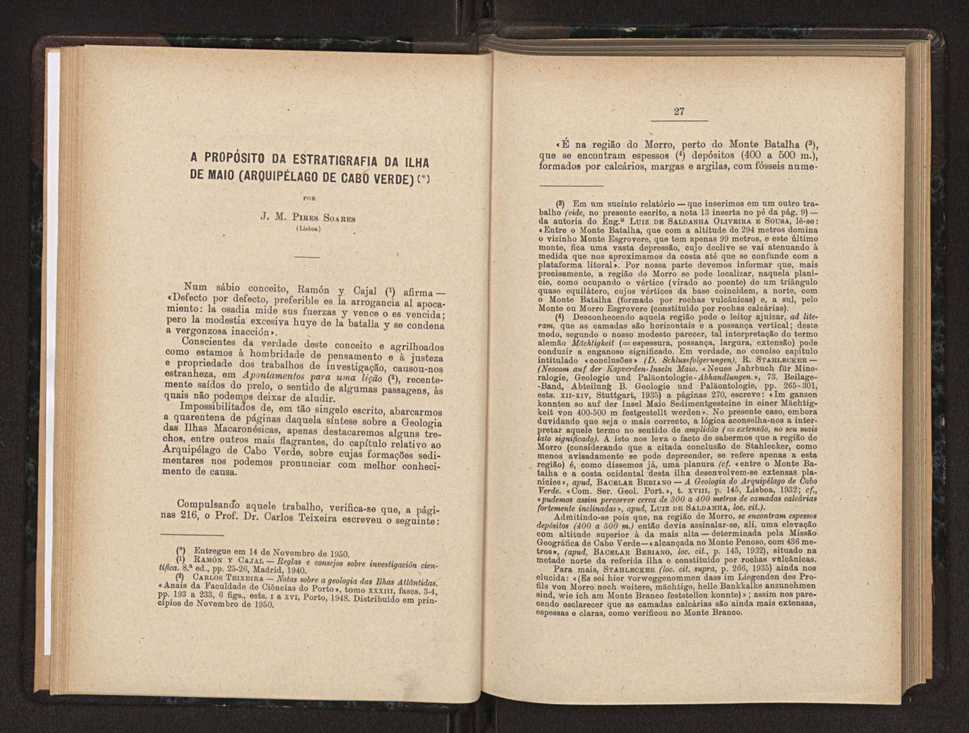 A PROPÓSITO DA ESTRATIGRAFIA DA ILHA
DE MAIO (ARQUIPÉLAGO DE CABO VERDE) (*)
POR
J. M. PIRES SOARES
(Lisboa)
Num sábio conceito, Ramón y Cajal (¹) afirma —
«Defecto por defecto, preferible es la arrogancia al apoca-
miento: la osadía mide sus fuerzas y vence o es vencida;
pero la modestia excesiva huye de la batalla y se condena
a vergonzosa inacción».
Conscientes da verdade deste conceito e agrilhoados
como estamos à hombridade de pensamento e à justeza
e propriedade dos trabalhos de investigação, causou-nos
estranheza, em Apontamentos para uma lição (²), recente-
mente saídos do prelo, o sentido de algumas passagens, às
quais não podemos deixar de aludir.
Impossibilitados de, em tão singelo escrito, abarcarmos
a quarentena de páginas daquela síntese sobre a Geologia
das Ilhas Macaronésicas, apenas destacaremos alguns tre-
chos, entre outros mais flagrantes, do capítulo relativo ao
Arquipélago de Cabo Verde, sobre cujas formações sedi-
mentares nos podemos pronunciar com melhor conheci-
mento de causa.
Compulsando aquele trabalho, verifica-se que, a pági-
nas 216, o Prof. Dr. Carlos Teixeira escreveu o seguinte:
(*) Entregue em 14 de Novembro de 1950.
(¹) RAMÓN Y CAJAL — Reglas e consejos sobre investigación cien-
tífica. 8.ª ed., pp. 25-26, Madrid, 1940.
(²) CARLOS TEIXEIRA — Notas sobre a geologia das Ilhas Atlântidas.
«Anais da Faculdade de Ciências do Porto», tomo XXXIII, fascs. 3-4,
pp. 193 a 233, 6 figs., ests. I a XVI, Porto, 1948. Distribuído em prin-
cípios de Novembro de 1950.
27
«É na região do Morro, perto do Monte Batalha (³),
que se encontram espessos (⁴) depósitos (400 a 500 m.),
formados por calcários, margas e argilas, com fósseis nume-
(³) Em um sucinto relatório — que inserimos em um outro tra-
balho (vide, no presente escrito, a nota 13 inserta no pé da pág. 9) —
da autoria do Eng.º LUIZ DE SALDANHA OLIVEIRA E SOUSA, lê-se:
«Entre o Monte Batalha, que com a altitude de 294 metros domina
o vizinho Monte Esgrovere, que tem apenas 99 metros, e este último
monte, fica uma vasta depressão, cujo declive se vai atenuando à
medida que nos aproximamos da costa até que se confunde com a
plataforma litoral». Por nossa parte devemos informar que, mais
precisamente, a região do Morro se pode localizar, naquela planí-
cie, como ocupando o vértice (virado ao poente) de um triângulo
quase equilátero, cujos vértices da base coincidem, a norte, com
o Monte Batalha (formado por rochas vulcânicas) e, a sul, pelo
Monte ou Morro Esgrovere (constituído por rochas calcárias).
(⁴) Desconhecendo aquela região pode o leitor ajuizar, ad lite-
ram, que as camadas são horizontais e a possança vertical; deste
modo, segundo o nosso modesto parecer, tal interpretação do termo
alemão Mächtigkeit (= espessura, possança, largura, extensão) pode
conduzir a enganoso significado. Em verdade, no conciso capítulo
intitulado «conclusões» (D. Schlussfolgerungen), R. STAHLECKER —
(Neocom auf der Kapverden-Inseln Maio. «Neues Jahrbuch für Mine-
ralogie, Geologie und Paläontologie-Abhandlungen.», 73. Beilage-
-Band, Abteilung B. Geologie und Paläontologie, pp. 265-301,
ests. XII-XIV, Stuttgart, 1935) a páginas 270, escreve: «Im ganzen
konnten so auf der Insel Maio Sedimentgesteine in einer Mächtig-
keit von 400-500 m festgestellt werden». No presente caso, embora
duvidando que seja o mais correcto, a lógica aconselha-nos a inter-
pretar aquele termo no sentido de amplidão (= extensão, no seu mais
lato significado). A isto nos leva o facto de sabermos que a região de
Morro (considerando que a citada conclusão de Stahlecker, como
menos avisadamente se pode depreender, se refere apenas a esta
região) é, como dissemos já, uma planura (cf. «entre o Monte Ba-
talha e a costa ocidental desta ilha desenvolvem-se extensas pla-
nícies», apud, BACELAR BEBIANO — A Geologia do Arquipélago de Cabo
Verde. «Com. Ser. Geol. Port.», t. XVIII, p. 145, Lisboa, 1932; cf.,
«pudemos assim percorrer cerca de 300 a 400 metros de camadas calcárias
fortemente inclinadas», apud, LUIZ DE SALDANHA, loc. cit.).
Admitindo-se pois que, na região do Morro, se encontram espessos
depósitos (400 a 500 m.) então devia assinalar-se, ali, uma elevação
com altitude superior à da mais alta — determinada pela Missão
Geográfica de Cabo Verde — «alcançada no Monte Penoso, com 436 me-
tros», (apud, BACELAR BEBIANO, loc. cit., p. 145, 1932), situado na
metade norte da referida Ilha e constituído por rochas vulcânicas.
Para mais, STAHLECKER (loc. cit. supra, p. 266, 1935) ainda nos
elucida: «(Es sei hier vorweggenommen dass im Liegenden des Pro-
fils von Morro noch weitere, mächtige, helle Bankkalke anzunehmen
sind, wie ich am Monte Branco feststellen konnte)»; assim nos pare-
cendo esclarecer que as camadas calcárias são ainda mais extensas,
espessas e claras, como verificou no Monte Branco.